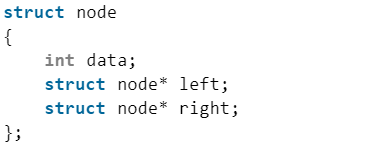 struct node
{
    int data;
    struct node* left;
    struct node* right;
};